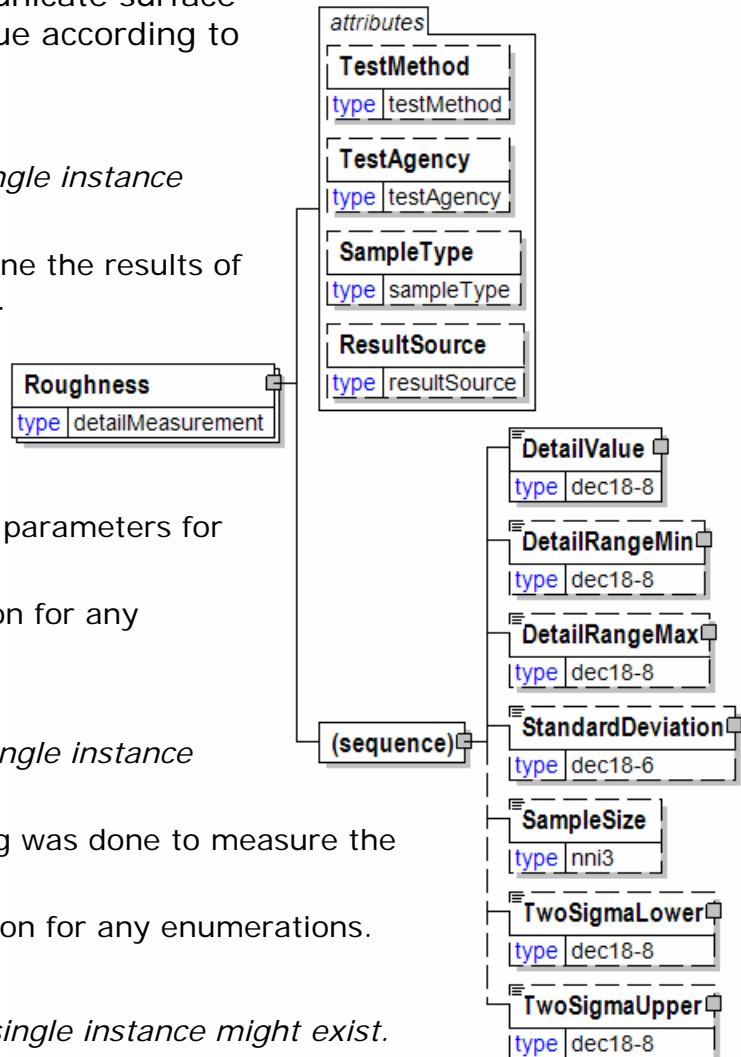 unicate surface
ue according to
ngle instance
ne the results of
.
parameters for
on for any
ngle instance
g was done to measure the
on for any enumerations.
single instance might exist.
attributes
TestMethod
type testMethod
TestAgency
type testAgency
SampleType
type sampleType
ResultSource
type resultSource
Roughness
type detailMeasurement
(sequence)
DetailValue
type dec18-8
DetailRangeMin
type dec18-8
DetailRangeMax
type dec18-8
StandardDeviation
type dec18-6
SampleSize
type nni3
TwoSigmaLower
type dec18-8
TwoSigmaUpper
type dec18-8